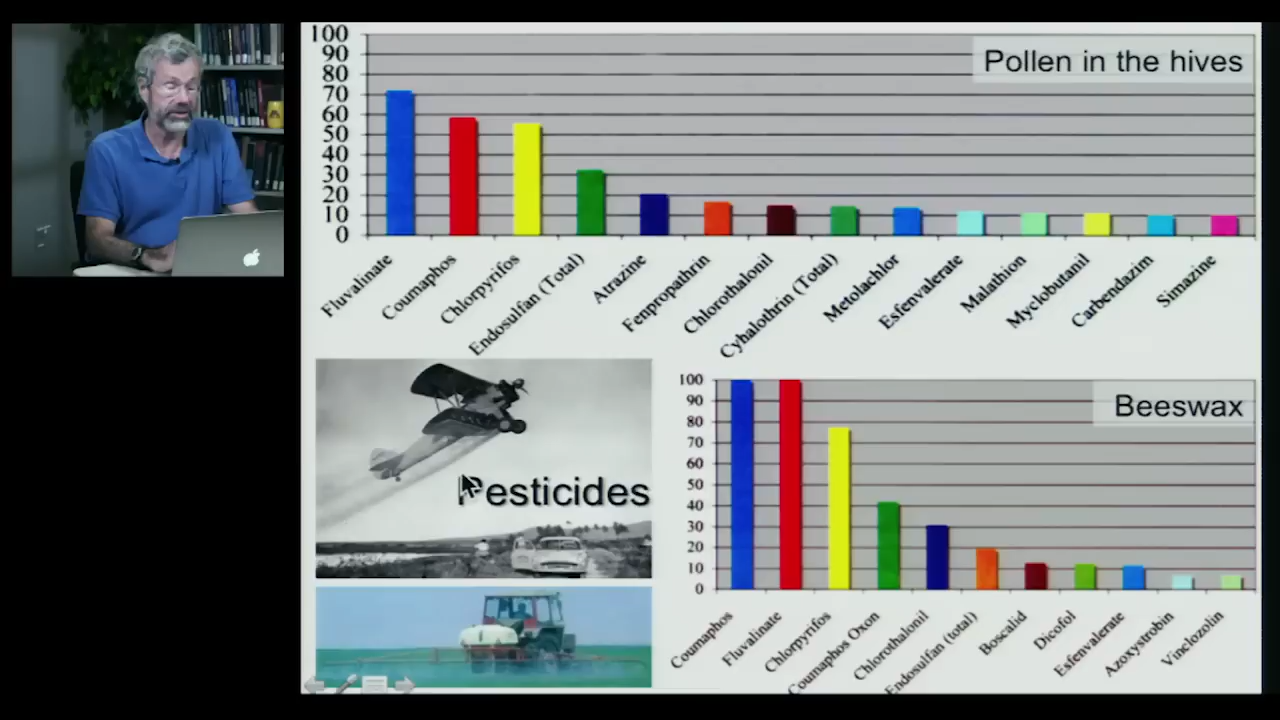 Pollen in the hives
100
90
80
70
60
50
40
30
20
10
0
Fluvalinate
Coumaphos
Chlorpyrifos
Endosulfan (Total)
Atrazine
Fenpropathrin
Chlorothalonil
Cyhalothrin (Total)
Metolachlor
Esfenvalerate
Malathion
Myclobutanil
Carbendazim
Simazine
Pesticides
Beeswax
100
90
80
70
60
50
40
30
20
10
0
Coumaphos
Fluvalinate
Chlorpyrifos
Coumaphos Oxon
Chlorothalonil
Endosulfan (total)
Boscalid
Dicofol
Esfenvalerate
Azoxystrobin
Vinclozolin